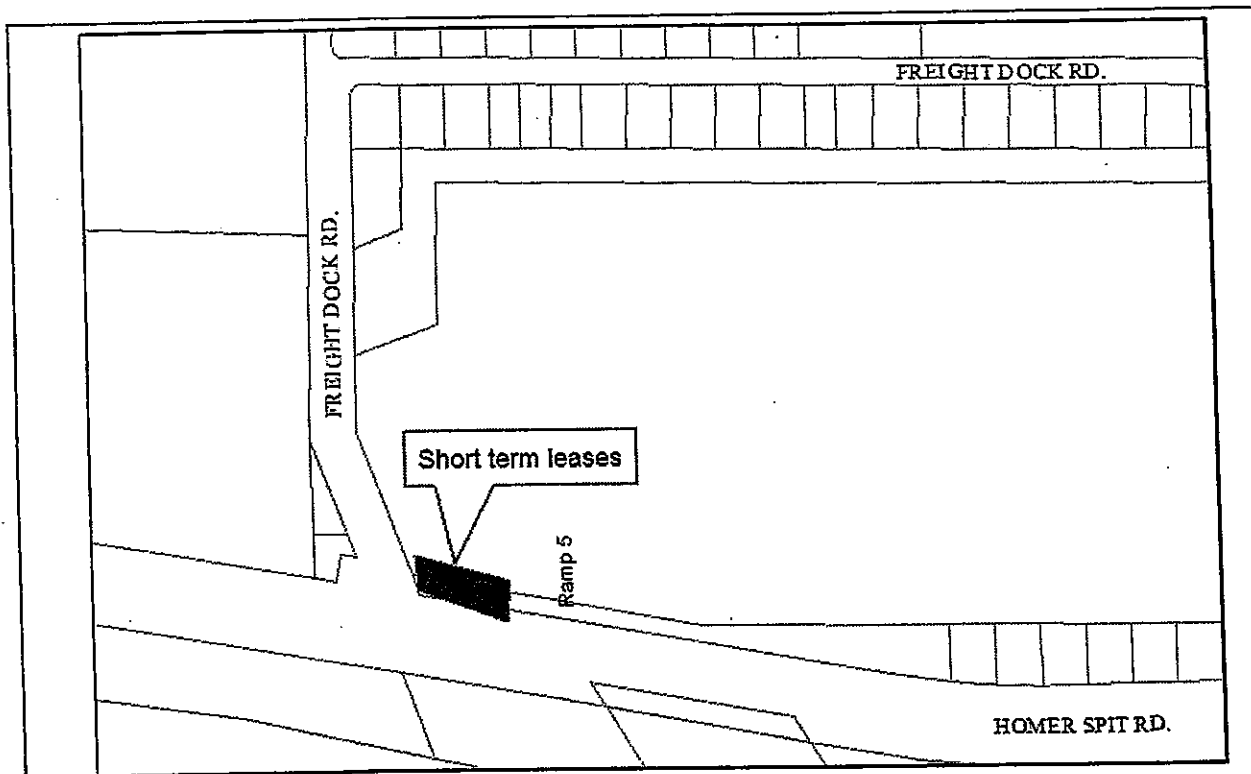 FREIGHT DOCK RD.
FREIGHT DOCK RD.
Short term leases
Ramp 5
HOMER SPIT RD.